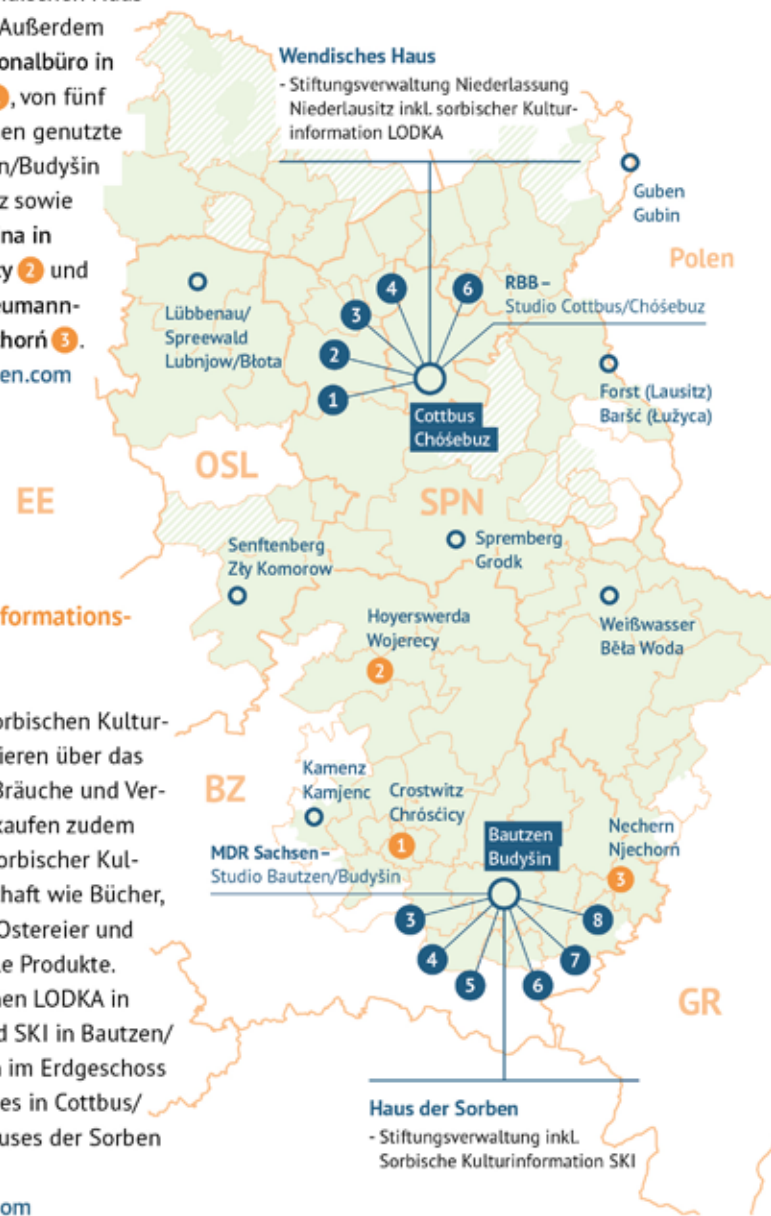 Außerdem
onalbüro in
, von fünf
en genutzte
n/Budyšin
z sowie
na in
y 2 und
eumann-
horń 3.
en.com
formations-
orbischen Kultur-
ieren über das
Bräuche und Ver-
kaufen zudem
orbischer Kul-
haft wie Bücher,
Ostereier und
le Produkte.
nen LODKA in
d SKI in Bautzen/
im Erdgeschoss
es in Cottbus/
uses der Sorben
om
Wendisches Haus
- Stiftungsverwaltung Niederlassung
Niederlausitz inkl. sorbischer Kultur-
information LODKA
Guben
Gubin
Polen
Lübbenau/
Spreewald
Lubnjow/Błota
1
2
3
4
6
RBB –
Studio Cottbus/Chóśebuz
Cottbus
Chóśebuz
Forst (Lausitz)
Baršć (Łužyca)
OSL
EE
SPN
Senftenberg
Zły Komorow
Spremberg
Grodk
Weißwasser
Běła Woda
Hoyerswerda
Wojerecy
2
BZ
Kamenz
Kamjenc
Crostwitz
Chrósćicy
1
Bautzen
Budyšin
Nechern
Njechorń
3
MDR Sachsen –
Studio Bautzen/Budyšin
3
4
5
6
7
8
GR
Haus der Sorben
- Stiftungsverwaltung inkl.
Sorbische Kulturinformation SKI